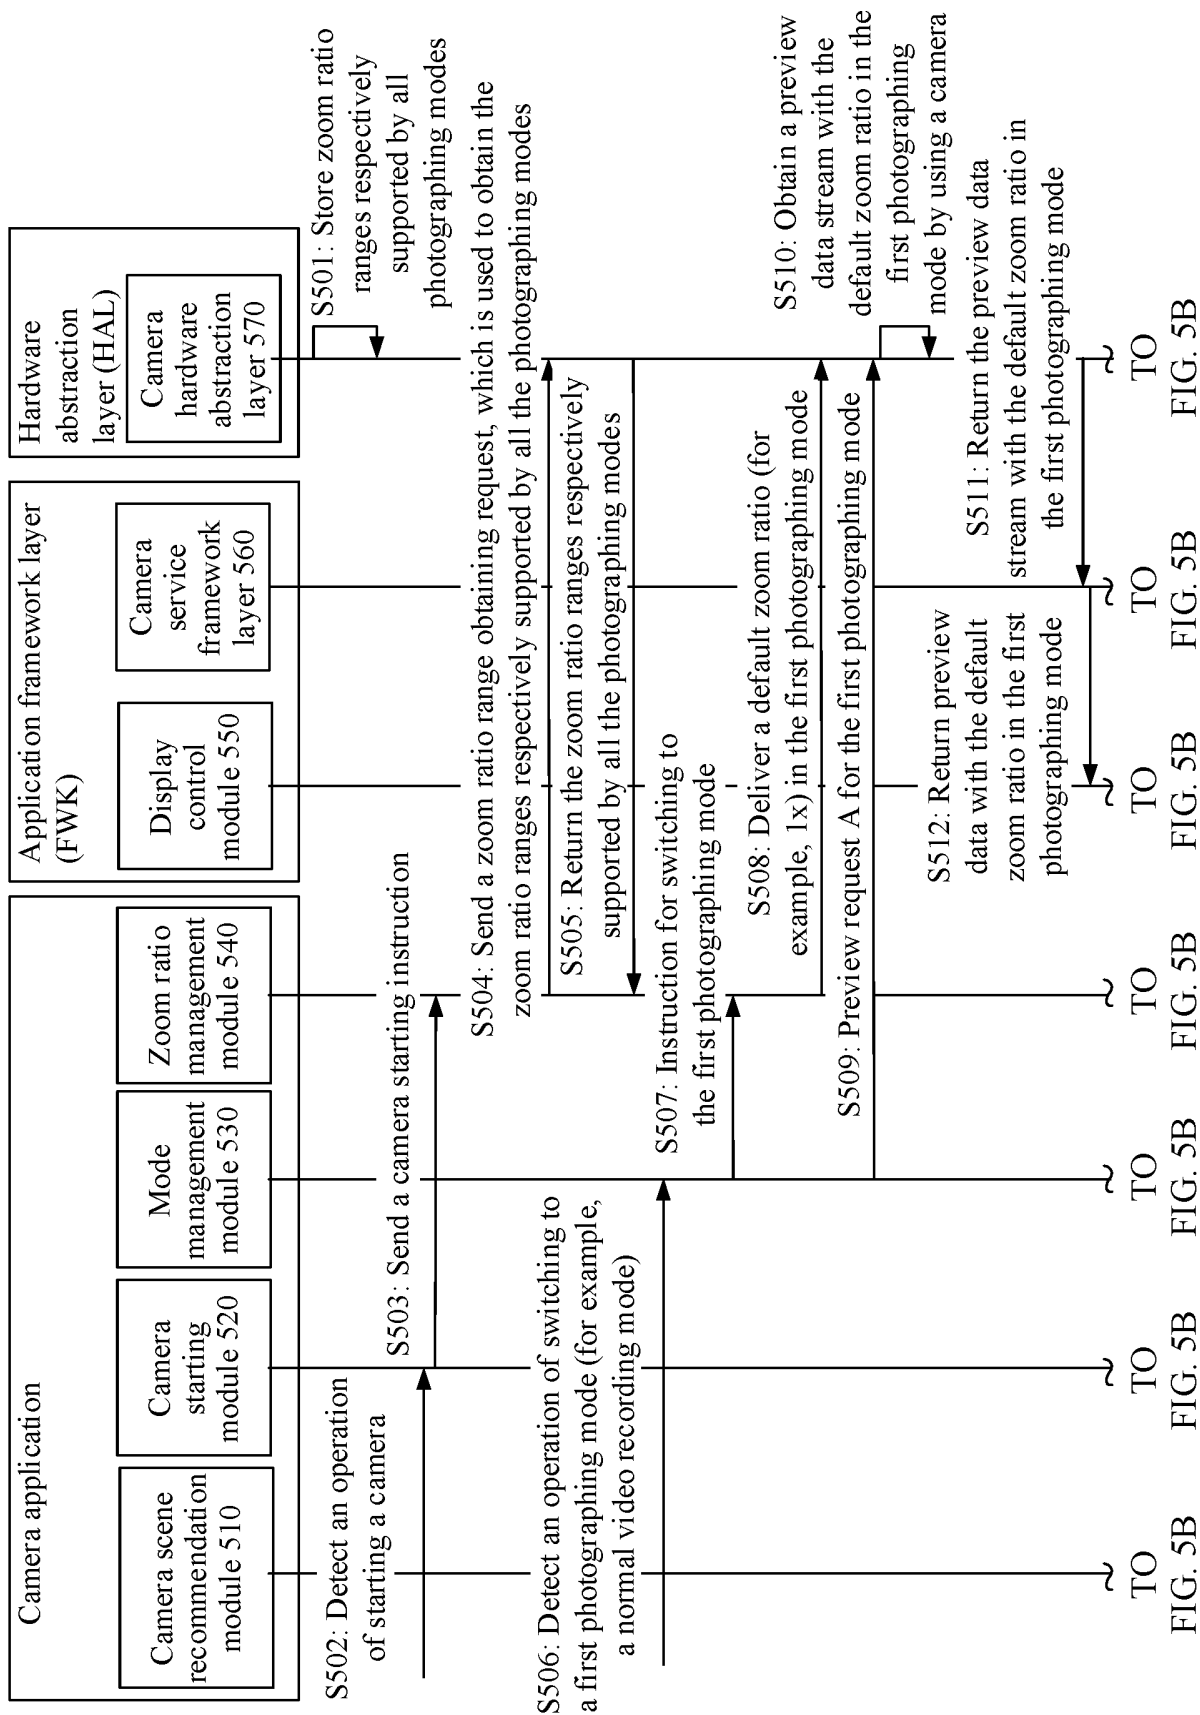 Camera application
Camera scene
recommendation
module 510
Camera
starting
module 520
Mode
management
module 530
Zoom ratio
management
module 540
Application framework layer
(FWK)
Display
control
module 550
Camera
service
framework
layer 560
Hardware
abstraction
layer (HAL)
Camera
hardware
abstraction
layer 570
S501: Store zoom ratio
ranges respectively
supported by all
photographing modes
S502: Detect an operation
of starting a camera
S503: Send a camera starting instruction
S504: Send a zoom ratio range obtaining request, which is used to obtain the
zoom ratio ranges respectively supported by all the photographing modes
S505: Return the zoom ratio ranges respectively
supported by all the photographing modes
S506: Detect an operation of switching to
a first photographing mode (for example,
a normal video recording mode)
S507: Instruction for switching to
the first photographing mode
S508: Deliver a default zoom ratio (for
example, 1x) in the first photographing mode
S509: Preview request A for the first photographing mode
S510: Obtain a preview
data stream with the
default zoom ratio in the
first photographing
mode by using a camera
S511: Return the preview data
stream with the default zoom ratio in
the first photographing mode
S512: Return preview
data with the default
zoom ratio in the first
photographing mode
TO
FIG. 5B
TO
FIG. 5B
TO
FIG. 5B
TO
FIG. 5B
TO
FIG. 5B
TO
FIG. 5B
TO
FIG. 5B